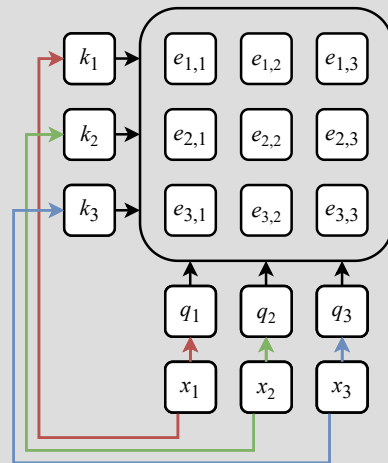 k₁ e₁,₁ e₁,₂ e₁,₃
k₂ e₂,₁ e₂,₂ e₂,₃
k₃ e₃,₁ e₃,₂ e₃,₃
q₁ q₂ q₃
x₁ x₂ x₃